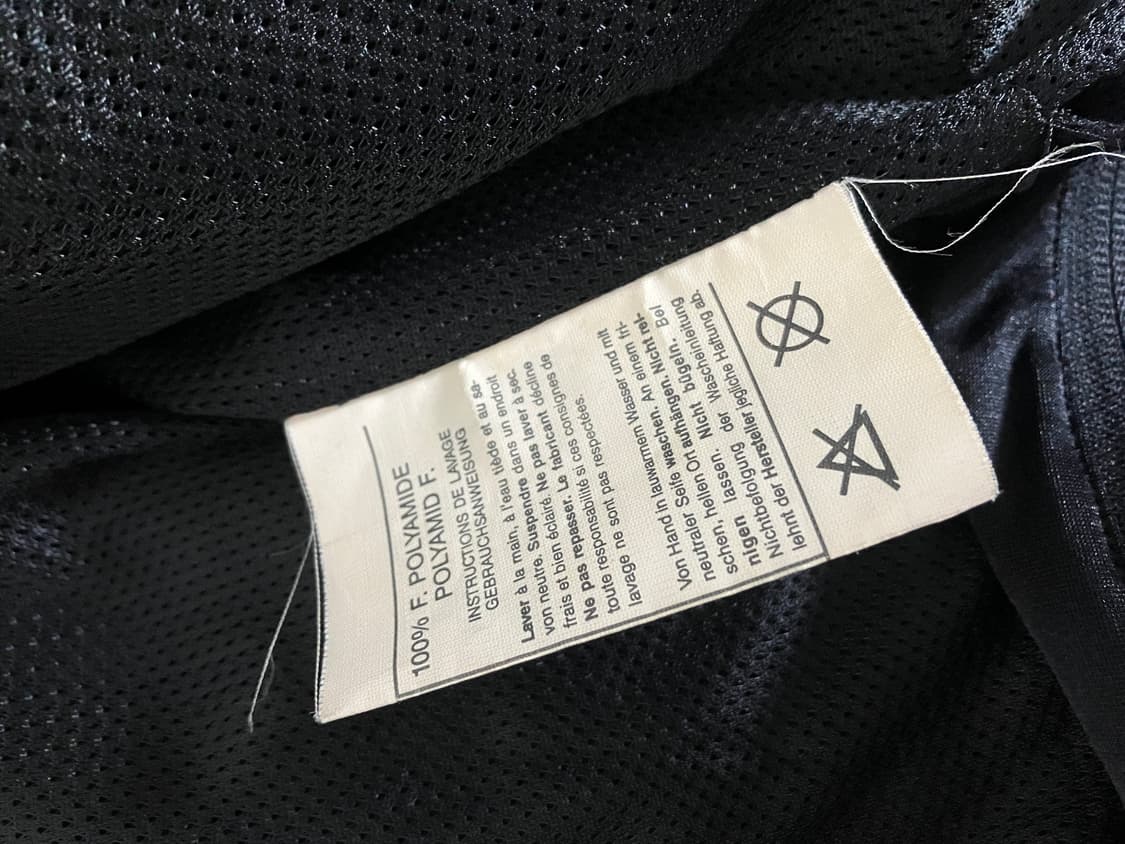 100% F. POLYAMIDE
POLYAMID F.
INSTRUCTIONS DE LAVAGE
GEBRAUCHSANWEISUNG
Laver à la main, à l'eau tiède et au sa-
von neutre. Suspendre dans un endroit
frais et bien éclairé. Ne pas laver à sec.
Ne pas repasser. Le fabricant décline
toute responsabilité si ces consignes de
lavage ne sont pas respectées.
Von Hand in lauwarmen Wasser und mit
neutraler Seife waschen. An einem fri-
schen, hellen Ort aufhängen. Nicht rei-
nigen lassen. Nicht bügeln. Bei
Nichtbefolgung der Wascheinleitung
lehnt der Hersteller jegliche Haftung ab.